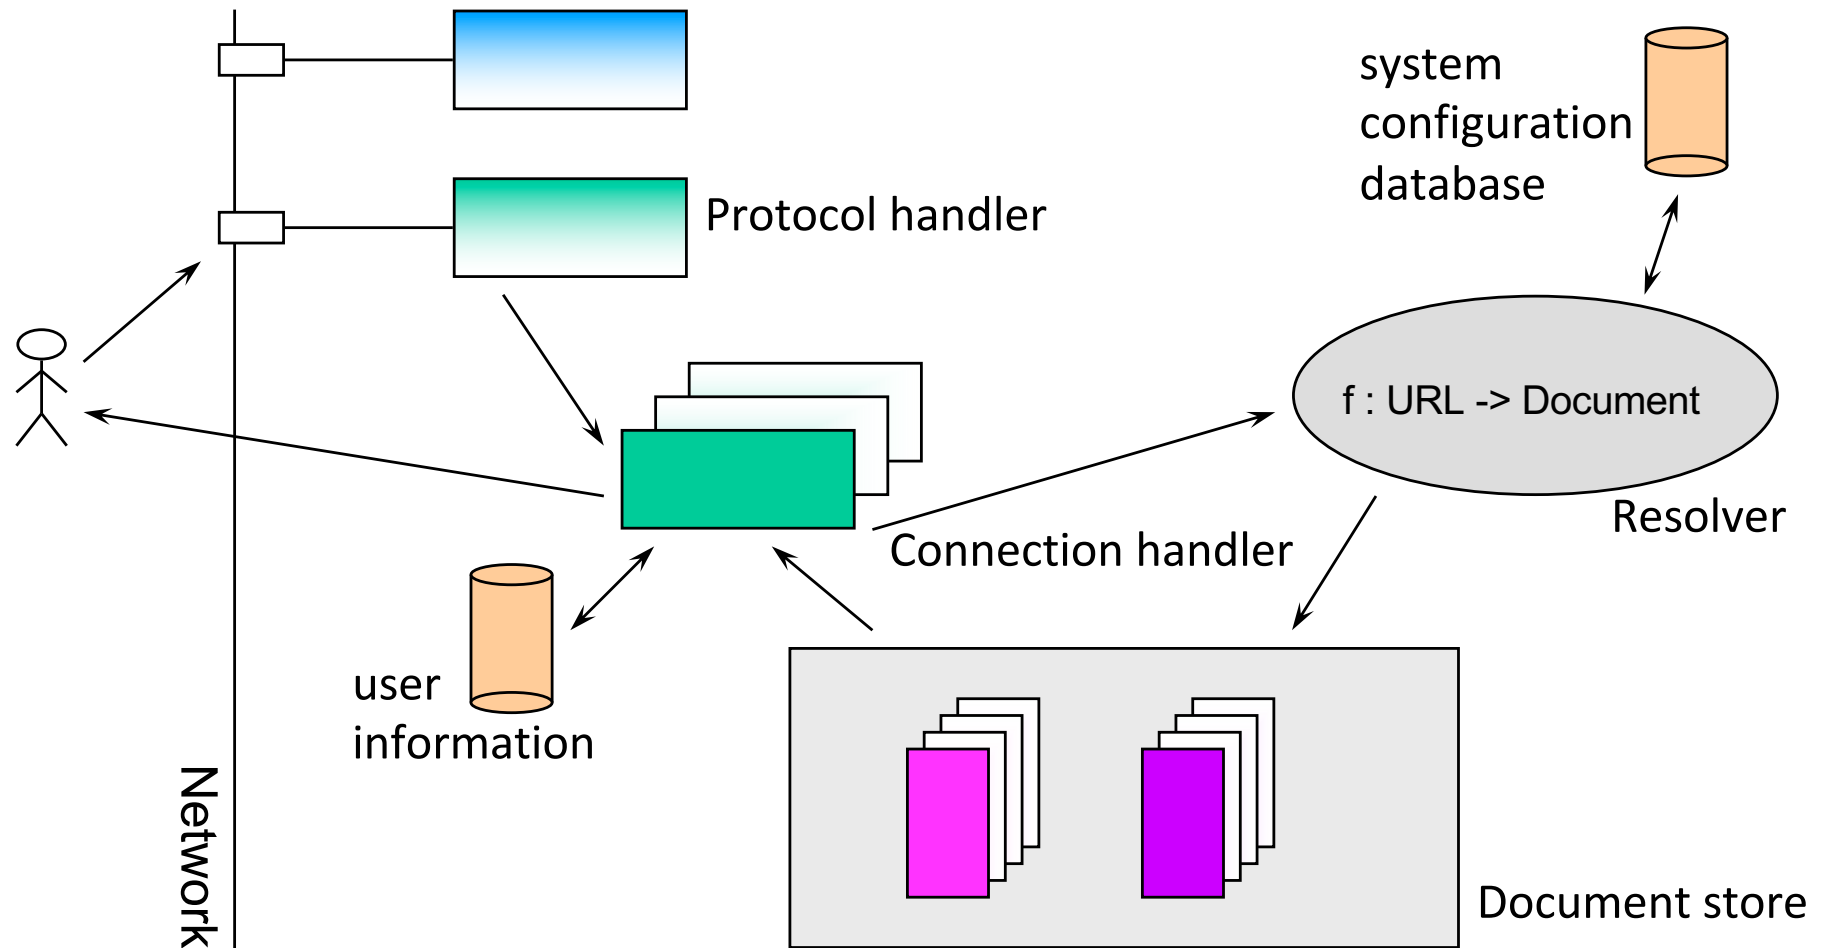 system
configuration
database
Protocol handler
f : URL -> Document
Resolver
Connection handler
user
information
Network
Document store